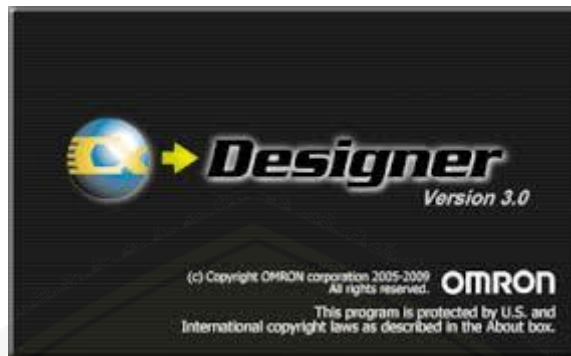 CX Designer
Version 3.0
(c) Copyright OMRON corporation 2005-2009
All rights reserved.
OMRON
This program is protected by U.S. and
International copyright laws as described in the About box.